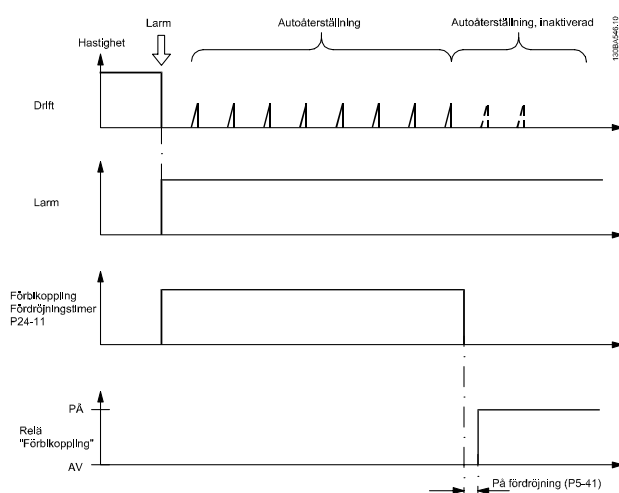 Larm
Autoåterställning
Autoåterställning, inaktiverad
Hastighet
130BA546.10
Drift
Larm
Förbikoppling
Fördröjningstimer
P24-11
PÅ
Relä
"Förbikoppling"
AV
På fördröjning (P5-41)